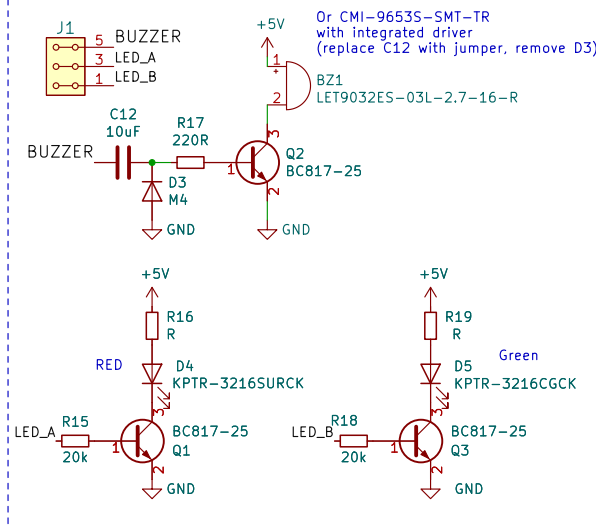 J1
5 BUZZER
3 LED_A
1 LED_B
+5V
Or CMI-9653S-SMT-TR
with integrated driver
(replace C12 with jumper, remove D3)
1
+
BZ1
2
LET9032ES-03L-2.7-16-R
C12
10uF
R17
220R
BUZZER
3
1
Q2
BC817-25
2
D3
M4
GND
GND
+5V
R16
R
RED
D4
KPTR-3216SURCK
3
LED_A
R15
20k
1
BC817-25
Q1
2
GND
+5V
R19
R
Green
D5
KPTR-3216CGCK
3
LED_B
R18
20k
1
BC817-25
Q3
2
GND